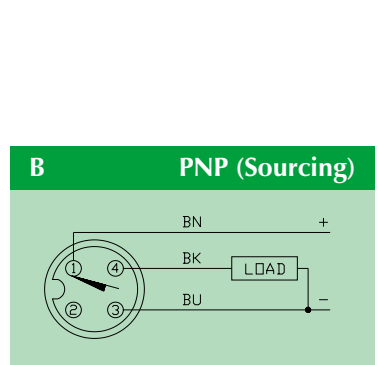 B PNP (Sourcing)
BN +
1 4 BK LOAD
2 3 BU −